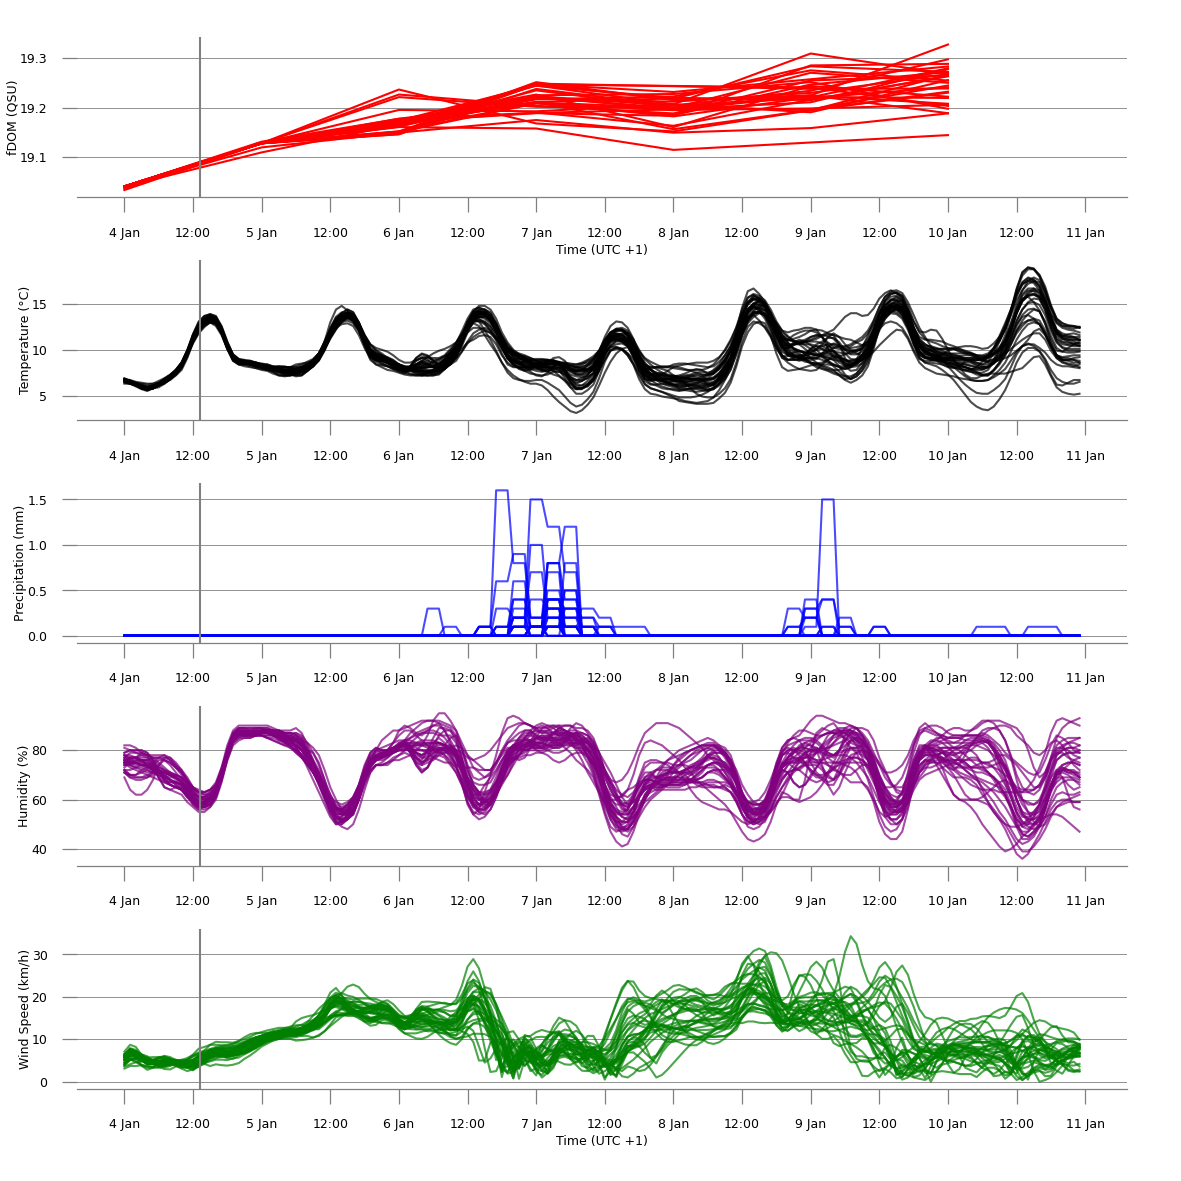 19.3
19.2
19.1
fDOM (QSU)
4 Jan 12:00 5 Jan 12:00 6 Jan 12:00 7 Jan 12:00 8 Jan 12:00 9 Jan 12:00 10 Jan 12:00 11 Jan
Time (UTC +1)
15
10
5
Temperature (°C)
4 Jan 12:00 5 Jan 12:00 6 Jan 12:00 7 Jan 12:00 8 Jan 12:00 9 Jan 12:00 10 Jan 12:00 11 Jan
1.5
1.0
0.5
0.0
Precipitation (mm)
4 Jan 12:00 5 Jan 12:00 6 Jan 12:00 7 Jan 12:00 8 Jan 12:00 9 Jan 12:00 10 Jan 12:00 11 Jan
80
60
40
Humidity (%)
4 Jan 12:00 5 Jan 12:00 6 Jan 12:00 7 Jan 12:00 8 Jan 12:00 9 Jan 12:00 10 Jan 12:00 11 Jan
30
20
10
0
Wind Speed (km/h)
4 Jan 12:00 5 Jan 12:00 6 Jan 12:00 7 Jan 12:00 8 Jan 12:00 9 Jan 12:00 10 Jan 12:00 11 Jan
Time (UTC +1)